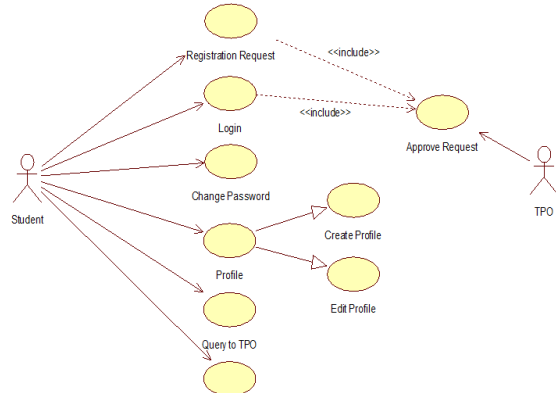 Registration Request
<<include>>
Login
<<include>>
Approve Request
Student
Change Password
TPO
Profile
Create Profile
Edit Profile
Query to TPO